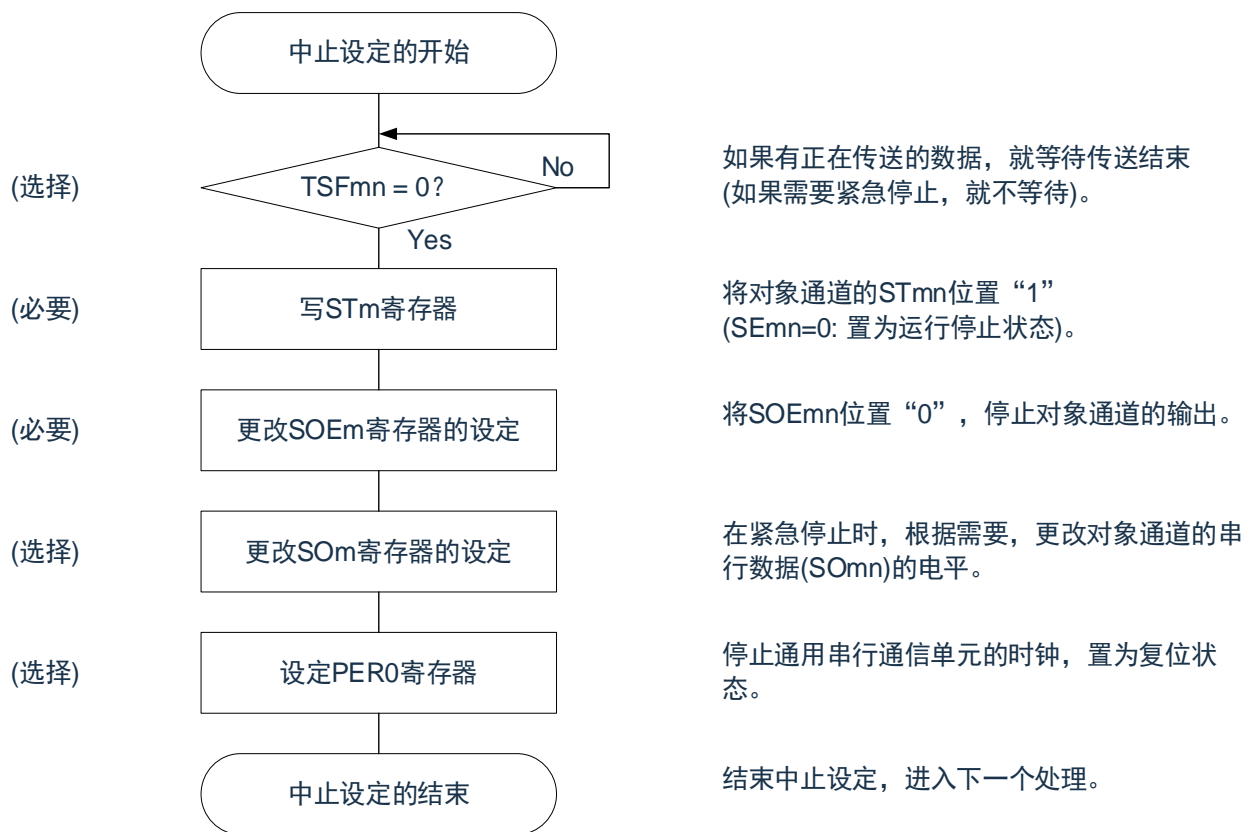 中止设定的开始
No
(选择)
TSFmn = 0?
如果有正在传送的数据，就等待传送结束
(如果需要紧急停止，就不等待)。
Yes
(必要)
写STm寄存器
将对象通道的STmn位置“1”
(SEmn=0: 置为运行停止状态)。
(必要)
更改SOEm寄存器的设定
将SOEmn位置“0”，停止对象通道的输出。
(选择)
更改SOm寄存器的设定
在紧急停止时，根据需要，更改对象通道的串
行数据(SOmn)的电平。
(选择)
设定PER0寄存器
停止通用串行通信单元的时钟，置为复位状
态。
中止设定的结束
结束中止设定，进入下一个处理。